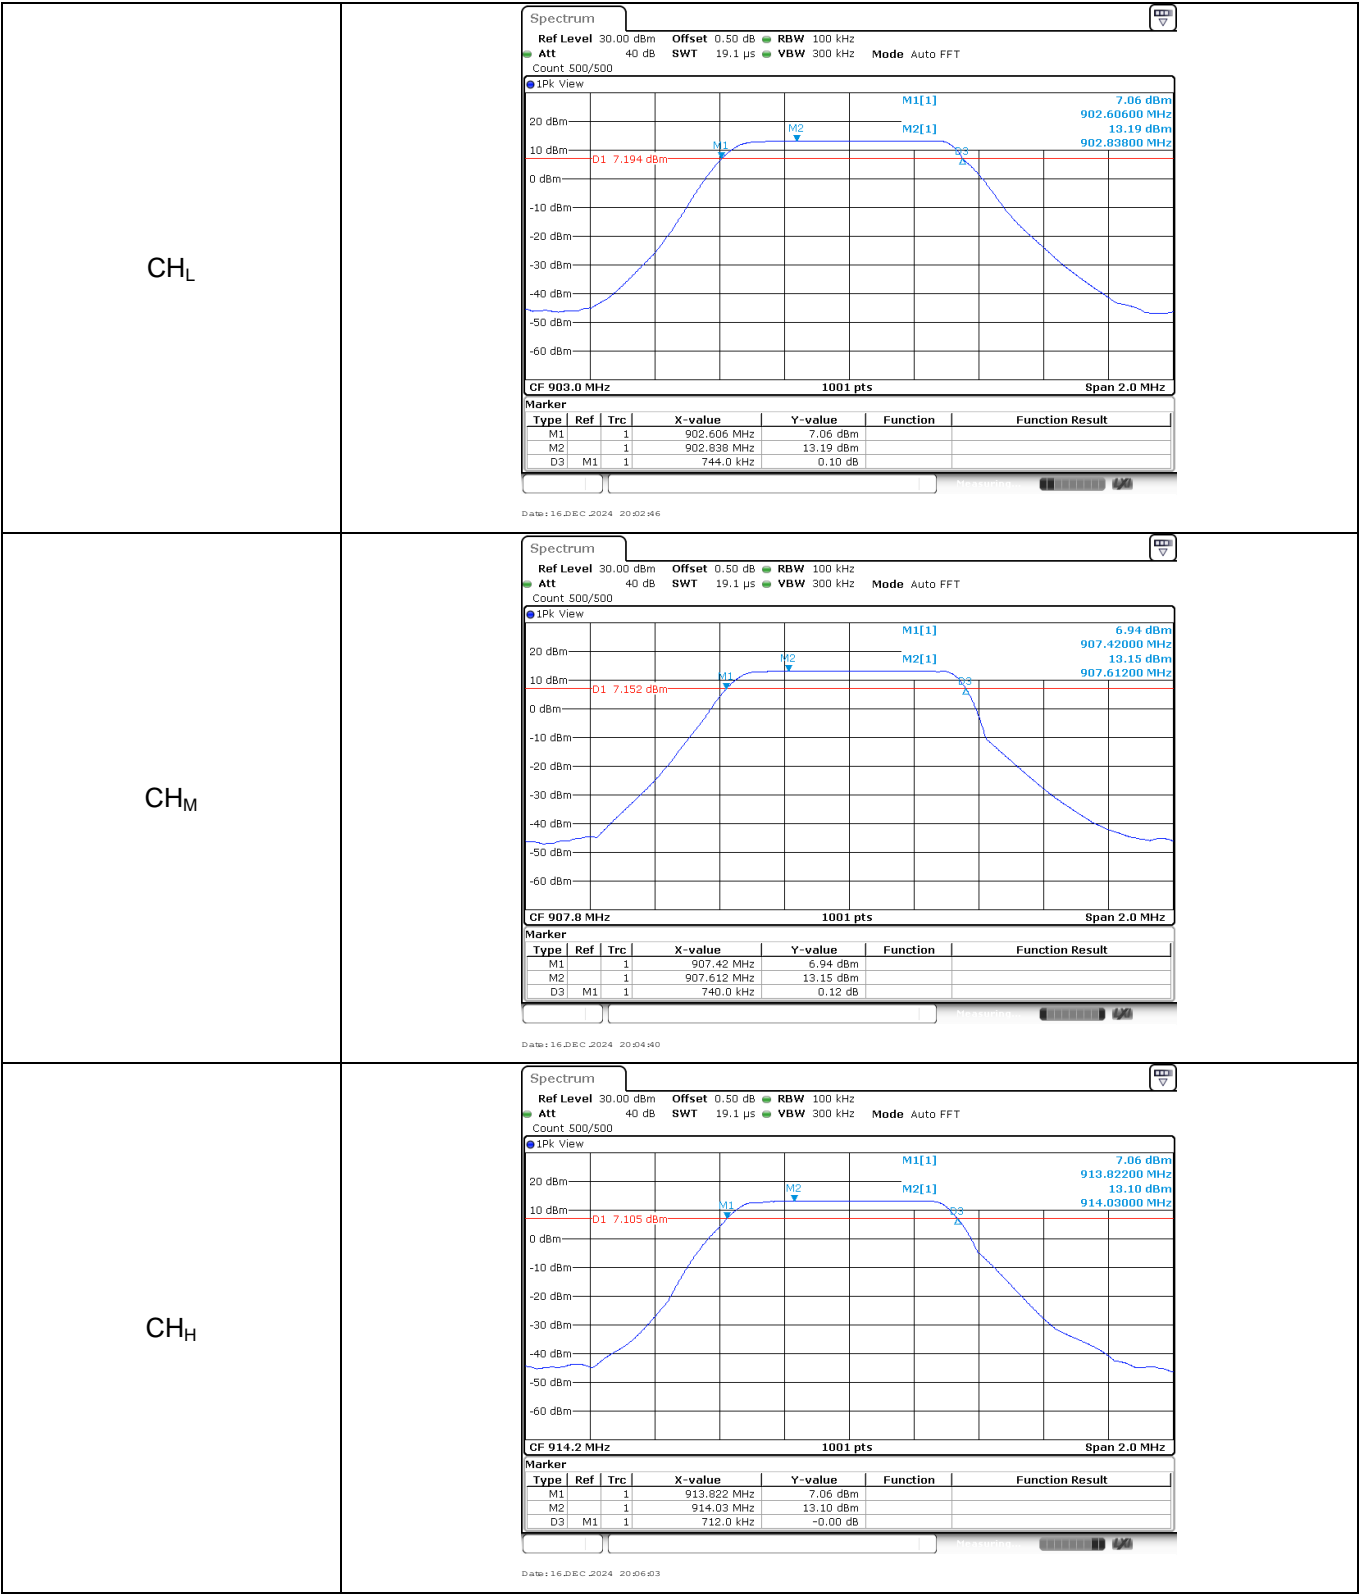 CHL
Spectrum
Ref Level 30.00 dBm Offset 0.50 dB RBW 100 kHz
Att 40 dB SWT 19.1 µs VBW 300 kHz Mode Auto FFT
Count 500/500
1Pk View
M1[1] 7.06 dBm
902.60600 MHz
M2[1] 13.19 dBm
902.83800 MHz
20 dBm
M2
M1
D3
10 dBm
D1 7.194 dBm
0 dBm
-10 dBm
-20 dBm
-30 dBm
-40 dBm
-50 dBm
-60 dBm
CF 903.0 MHz 1001 pts Span 2.0 MHz
Marker
Type Ref Trc X-value Y-value Function Function Result
M1 1 902.606 MHz 7.06 dBm
M2 1 902.838 MHz 13.19 dBm
D3 M1 1 744.0 kHz 0.10 dB
Measuring...
LXI
Date: 16.DEC.2024 20:02:46
CHM
Spectrum
Ref Level 30.00 dBm Offset 0.50 dB RBW 100 kHz
Att 40 dB SWT 19.1 µs VBW 300 kHz Mode Auto FFT
Count 500/500
1Pk View
M1[1] 6.94 dBm
907.42000 MHz
M2[1] 13.15 dBm
907.61200 MHz
20 dBm
M2
M1
D3
10 dBm
D1 7.152 dBm
0 dBm
-10 dBm
-20 dBm
-30 dBm
-40 dBm
-50 dBm
-60 dBm
CF 907.8 MHz 1001 pts Span 2.0 MHz
Marker
Type Ref Trc X-value Y-value Function Function Result
M1 1 907.42 MHz 6.94 dBm
M2 1 907.612 MHz 13.15 dBm
D3 M1 1 740.0 kHz 0.12 dB
Measuring...
LXI
Date: 16.DEC.2024 20:04:40
CHH
Spectrum
Ref Level 30.00 dBm Offset 0.50 dB RBW 100 kHz
Att 40 dB SWT 19.1 µs VBW 300 kHz Mode Auto FFT
Count 500/500
1Pk View
M1[1] 7.06 dBm
913.82200 MHz
M2[1] 13.10 dBm
914.03000 MHz
20 dBm
M2
M1
D3
10 dBm
D1 7.105 dBm
0 dBm
-10 dBm
-20 dBm
-30 dBm
-40 dBm
-50 dBm
-60 dBm
CF 914.2 MHz 1001 pts Span 2.0 MHz
Marker
Type Ref Trc X-value Y-value Function Function Result
M1 1 913.822 MHz 7.06 dBm
M2 1 914.03 MHz 13.10 dBm
D3 M1 1 712.0 kHz -0.00 dB
Measuring...
LXI
Date: 16.DEC.2024 20:06:03